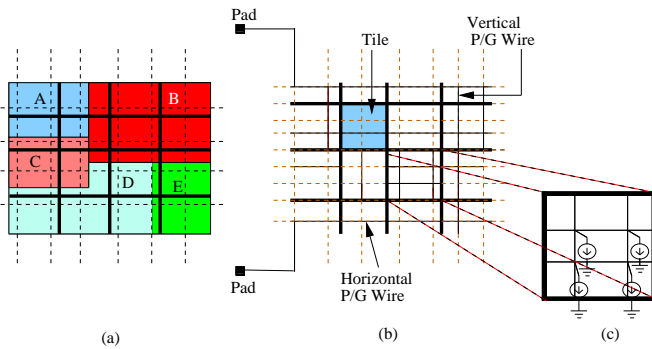 Pad
Vertical
P/G Wire
Tile
A
B
C
D
E
Horizontal
P/G Wire
Pad
(a)
(b)
(c)